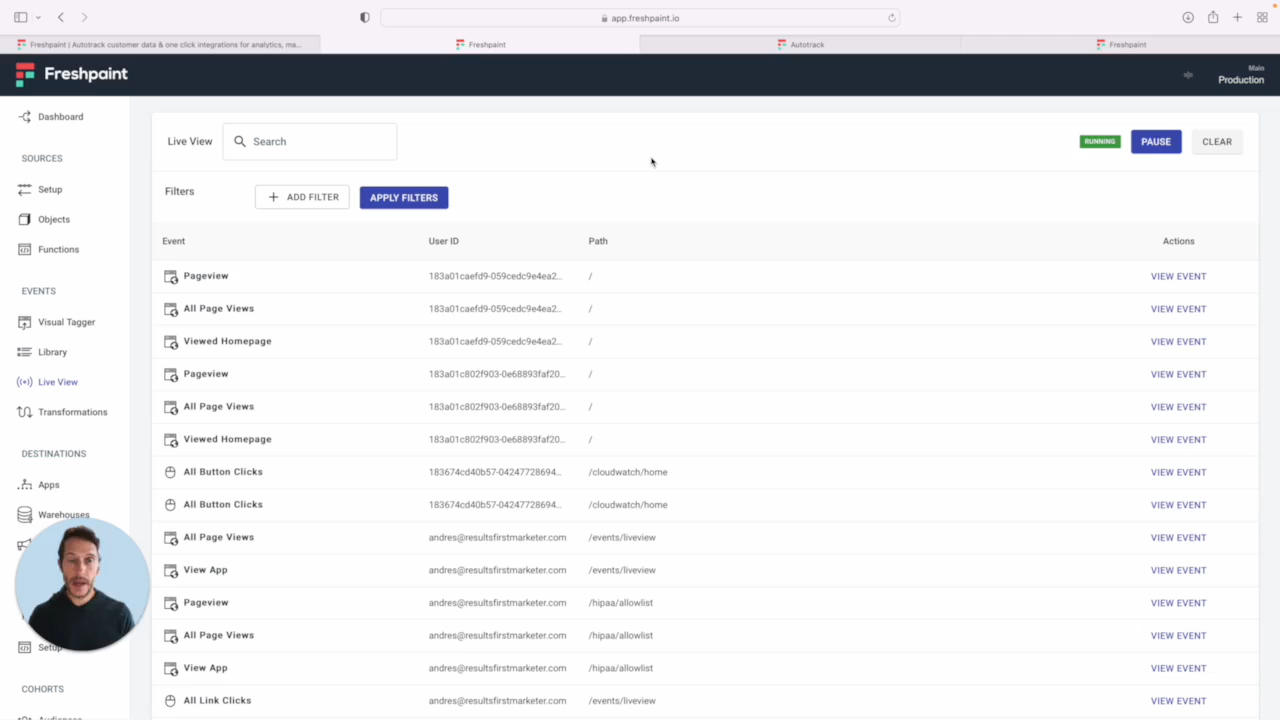 app.freshpaint.io
Freshpaint | Autotrack customer data & one click integrations for analytics, ma...
Freshpaint
Autotrack
Freshpaint
Freshpaint
Main
Production
Dashboard
SOURCES
Setup
Objects
Functions
EVENTS
Visual Tagger
Library
Live View
Transformations
DESTINATIONS
Apps
Warehouses
Setup
COHORTS
Live View
Search
RUNNING
PAUSE
CLEAR
Filters
+ ADD FILTER
APPLY FILTERS
Event User ID Path Actions
Pageview 183a01caefd9-059cedc9e4ea2... / VIEW EVENT
All Page Views 183a01caefd9-059cedc9e4ea2... / VIEW EVENT
Viewed Homepage 183a01caefd9-059cedc9e4ea2... / VIEW EVENT
Pageview 183a01c802f903-0e68893faf20... / VIEW EVENT
All Page Views 183a01c802f903-0e68893faf20... / VIEW EVENT
Viewed Homepage 183a01c802f903-0e68893faf20... / VIEW EVENT
All Button Clicks 183674cd40b57-04247728694... /cloudwatch/home VIEW EVENT
All Button Clicks 183674cd40b57-04247728694... /cloudwatch/home VIEW EVENT
All Page Views andres@resultsfirstmarketer.com /events/liveview VIEW EVENT
View App andres@resultsfirstmarketer.com /events/liveview VIEW EVENT
Pageview andres@resultsfirstmarketer.com /hipaa/allowlist VIEW EVENT
All Page Views andres@resultsfirstmarketer.com /hipaa/allowlist VIEW EVENT
View App andres@resultsfirstmarketer.com /hipaa/allowlist VIEW EVENT
All Link Clicks andres@resultsfirstmarketer.com /events/liveview VIEW EVENT